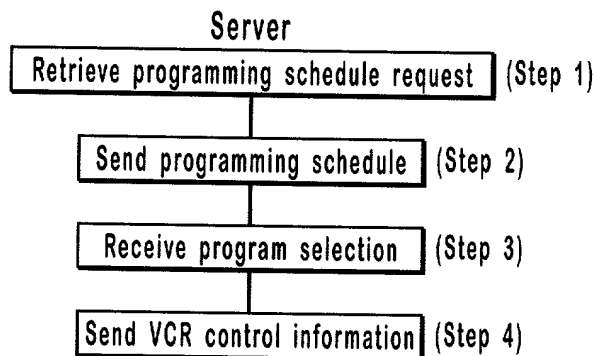 Server
Retrieve programming schedule request (Step 1)
Send programming schedule (Step 2)
Receive program selection (Step 3)
Send VCR control information (Step 4)